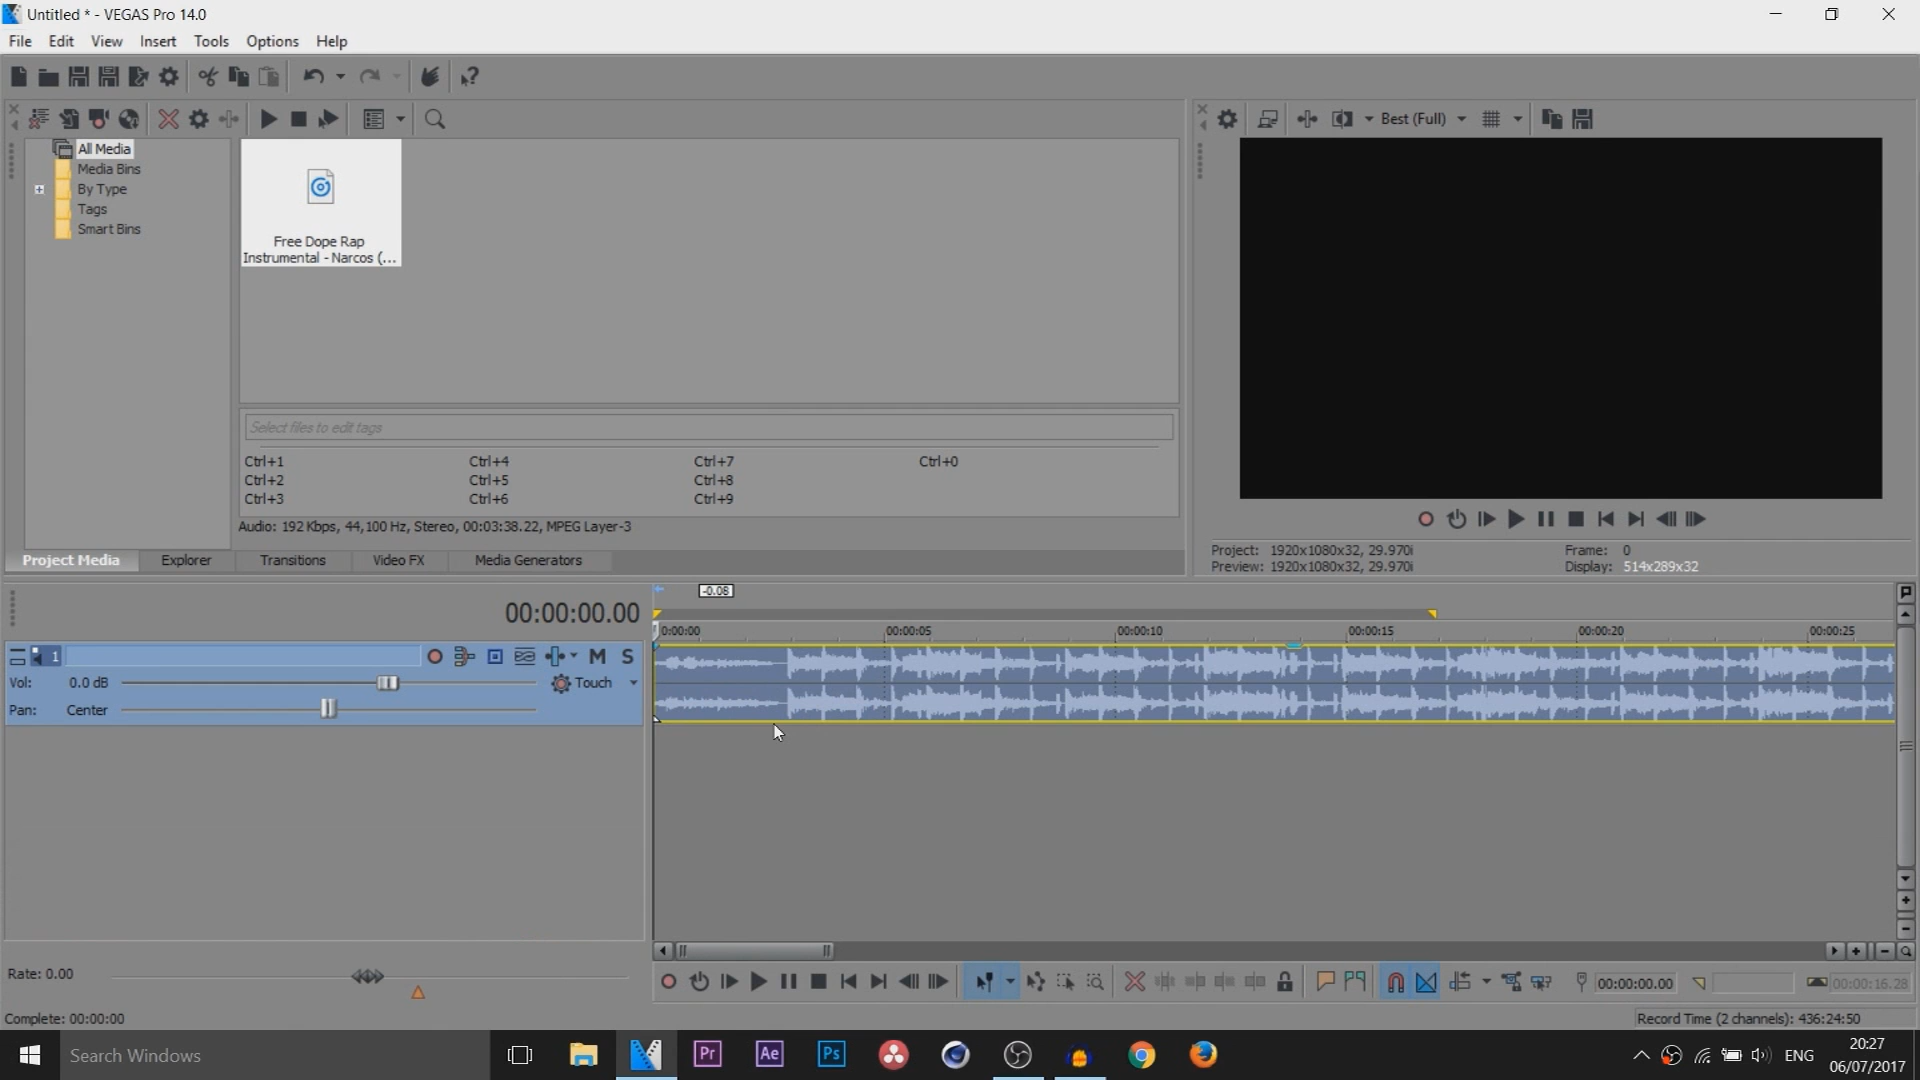 Untitled * - VEGAS Pro 14.0
File Edit View Insert Tools Options Help
Best (Full)
All Media
Media Bins
By Type
Tags
Smart Bins
Free Dope Rap
Instrumental - Narcos (...
Select files to edit tags
Ctrl+1 Ctrl+4 Ctrl+7 Ctrl+0
Ctrl+2 Ctrl+5 Ctrl+8
Ctrl+3 Ctrl+6 Ctrl+9
Audio: 192 Kbps, 44,100 Hz, Stereo, 00:03:38.22, MPEG Layer-3
Project Media Explorer Transitions Video FX Media Generators
Project: 1920x1080x32, 29.970i Frame: 0
Preview: 1920x1080x32, 29.970i Display: 514x289x32
-0.08
00:00:00.00
0:00:00 00:00:05 00:00:10 00:00:15 00:00:20 00:00:25
1 M S
Vol: 0.0 dB Touch
Pan: Center
Rate: 0.00
00:00:00.00 00:00:16.28
Complete: 00:00:00
Record Time (2 channels): 436:24:50
Search Windows
Pr Ae Ps
ENG
20:27
06/07/2017